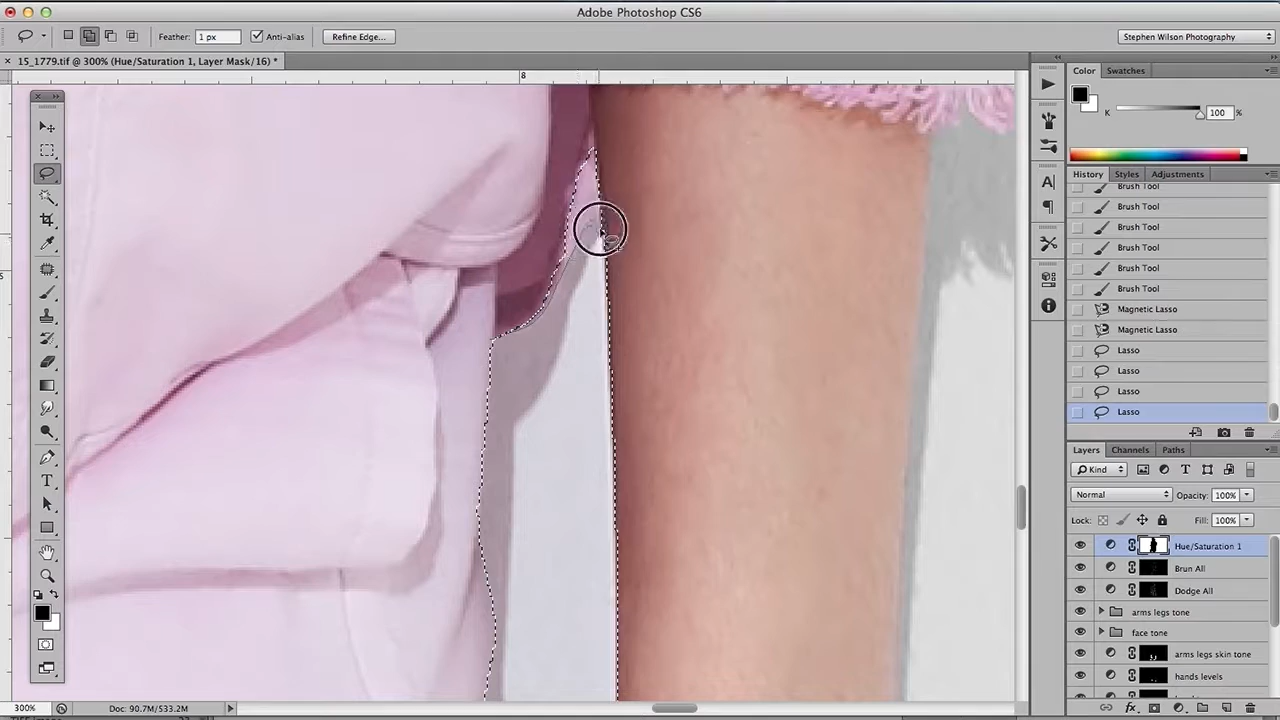 Adobe Photoshop CS6
Feather: 1 px Anti-alias Refine Edge... Stephen Wilson Photography
× 15_1779.tif @ 300% (Hue/Saturation 1, Layer Mask/16) *
8
Color Swatches
K 100 %
History Styles Adjustments
Brush Tool
Brush Tool
Brush Tool
Brush Tool
Brush Tool
Brush Tool
Magnetic Lasso
Magnetic Lasso
Lasso
Lasso
Lasso
Lasso
Layers Channels Paths
Kind
Normal Opacity: 100%
Lock: Fill: 100%
Hue/Saturation 1
Brun All
Dodge All
arms legs tone
face tone
arms legs skin tone
hands levels
300% Doc: 90.7M/533.2M